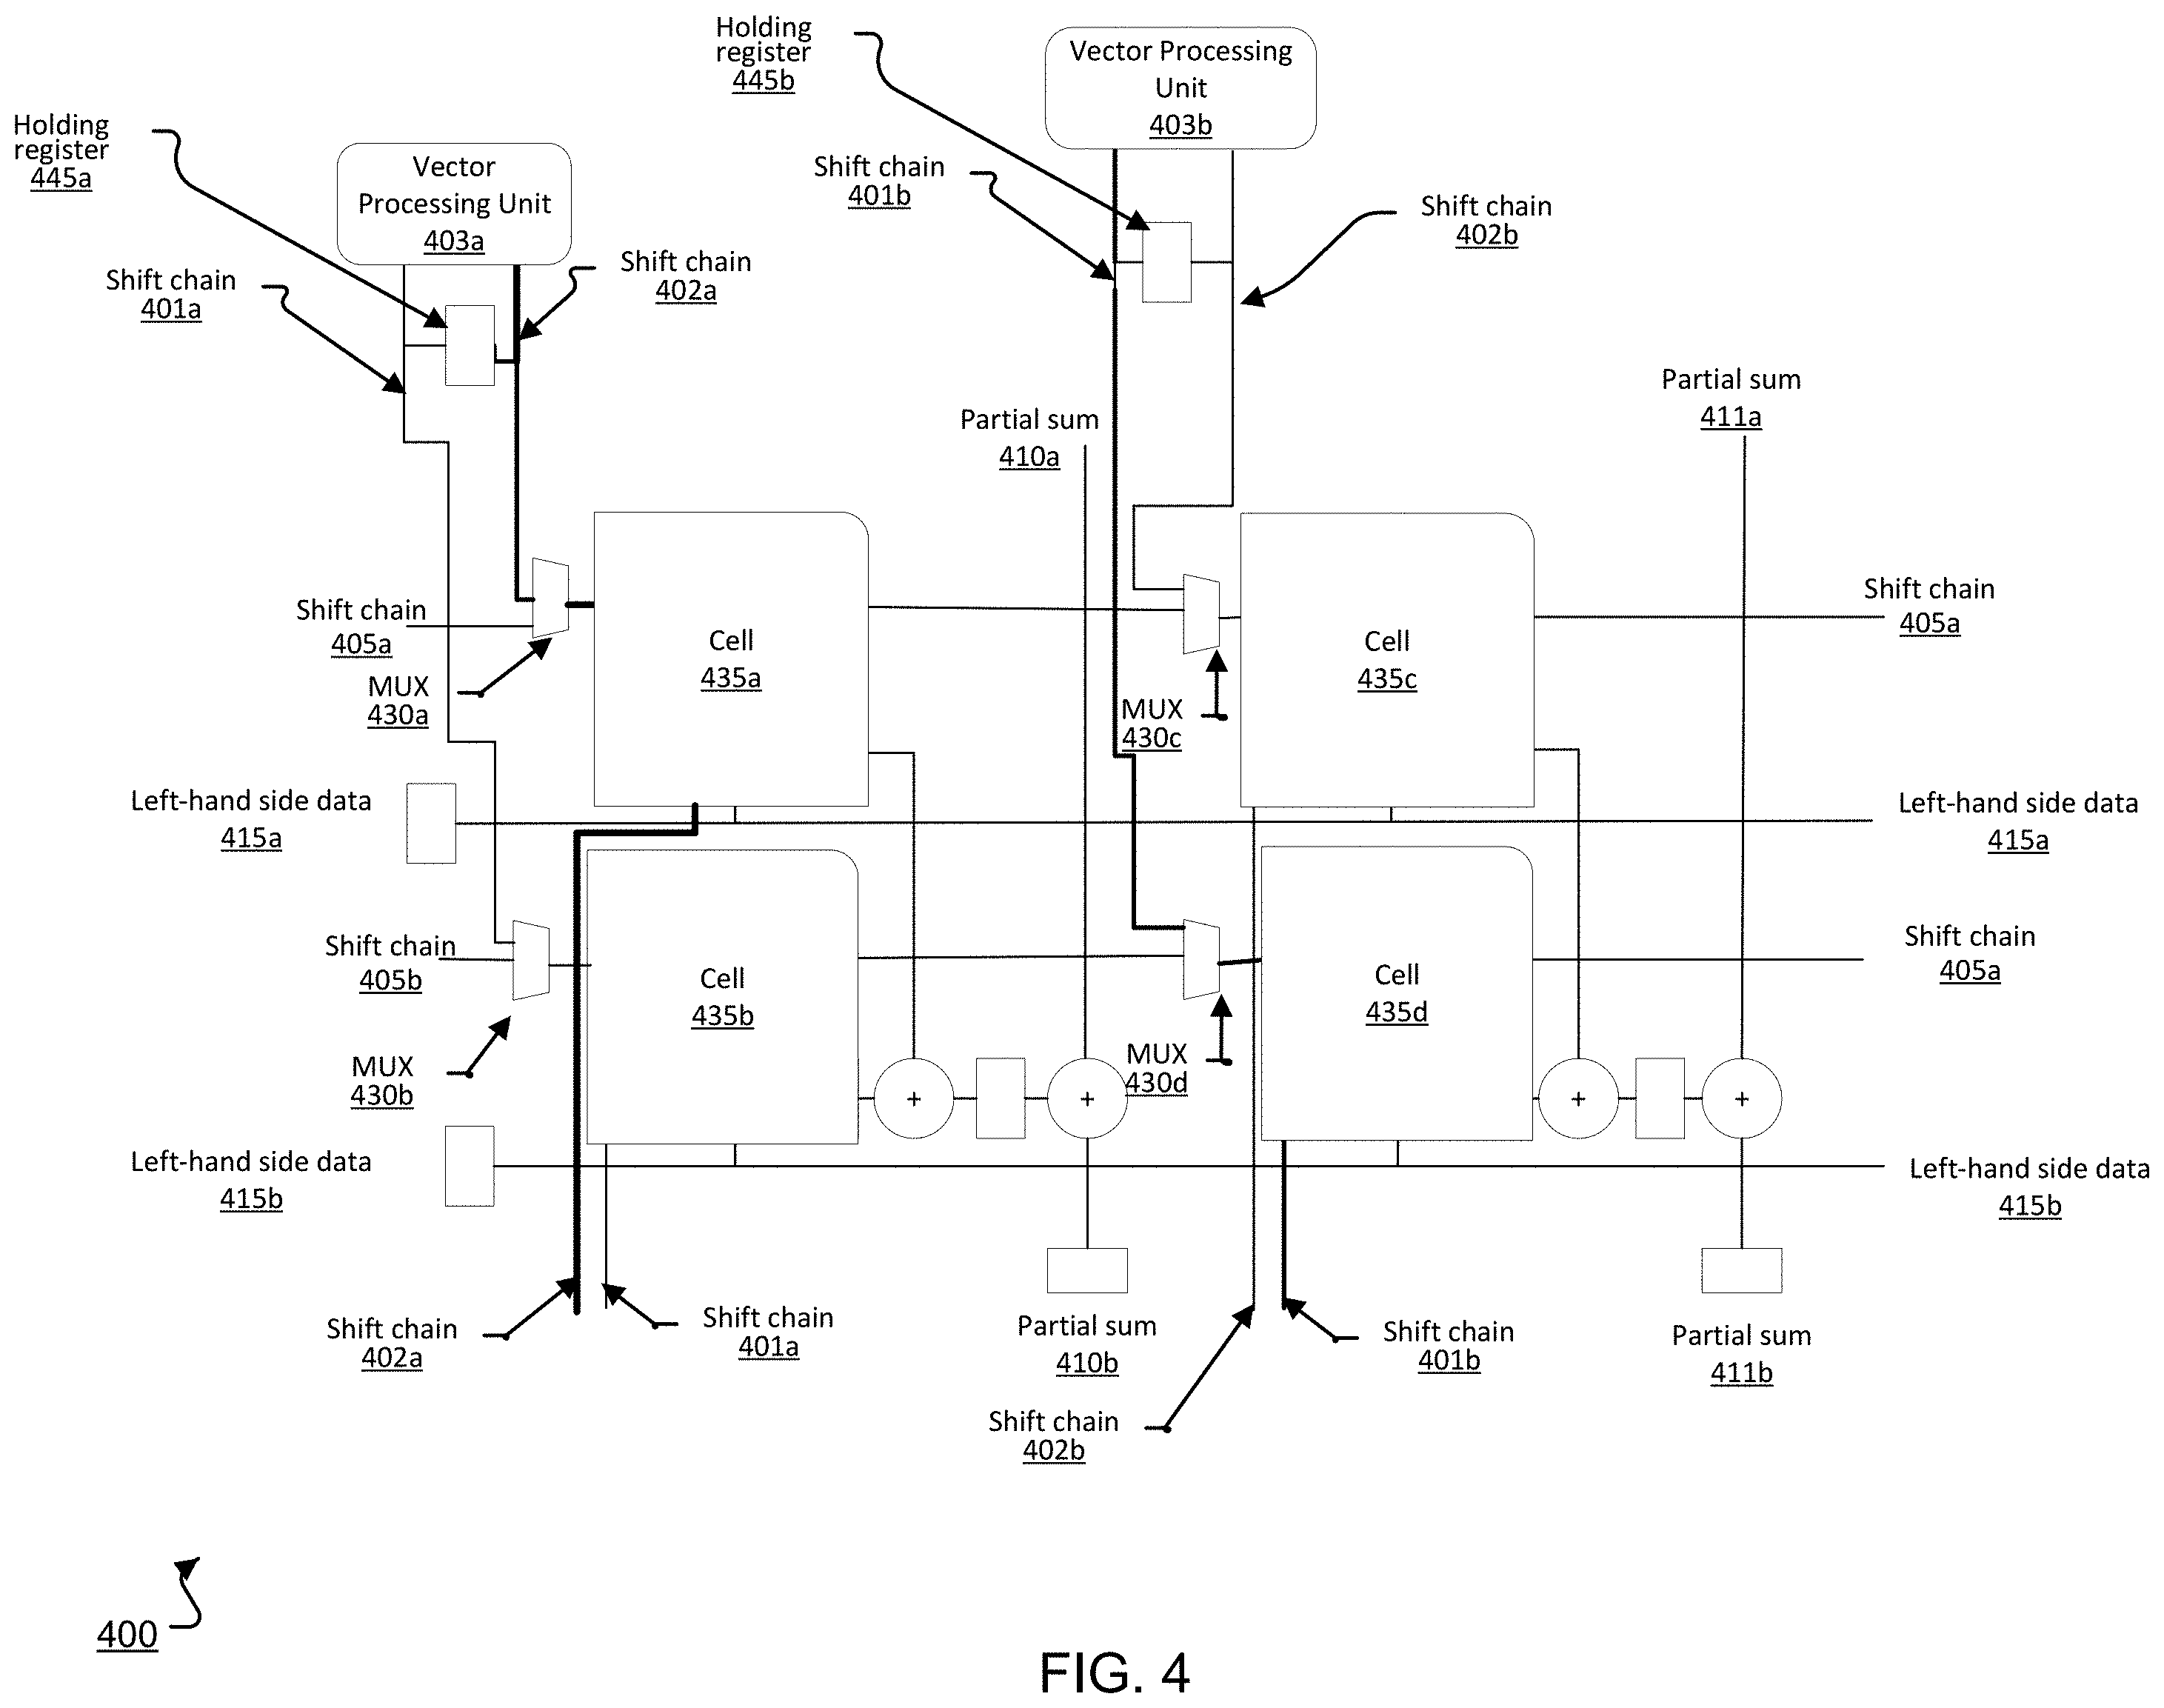 Holding
register
445b
Vector Processing
Unit
403b
Holding
register
445a
Vector
Processing Unit
403a
Shift chain
401b
Shift chain
402b
Shift chain
401a
Shift chain
402a
Partial sum
410a
Partial sum
411a
Shift chain
405a
MUX
430a
Cell
435a
MUX
430c
Cell
435c
Shift chain
405a
Left-hand side data
415a
Left-hand side data
415a
Shift chain
405b
MUX
430b
Cell
435b
MUX
430d
Cell
435d
Shift chain
405a
+
+
+
+
Left-hand side data
415b
Left-hand side data
415b
Shift chain
402a
Shift chain
401a
Partial sum
410b
Shift chain
402b
Shift chain
401b
Partial sum
411b
400
FIG. 4